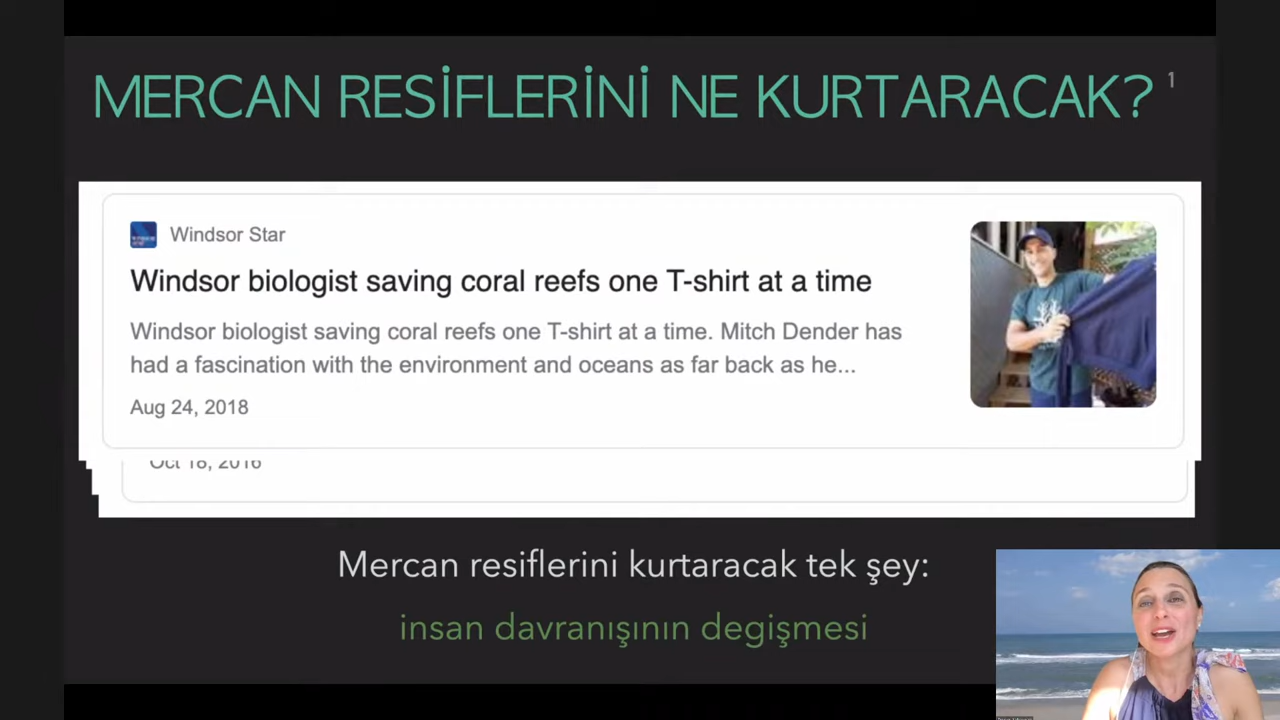 MERCAN RESİFLERİNİ NE KURTARACAK?
1
Windsor Star
Windsor biologist saving coral reefs one T-shirt at a time
Windsor biologist saving coral reefs one T-shirt at a time. Mitch Dender has
had a fascination with the environment and oceans as far back as he...
Aug 24, 2018
Oct 18, 2016
Mercan resiflerini kurtaracak tek şey:
insan davranışının degişmesi